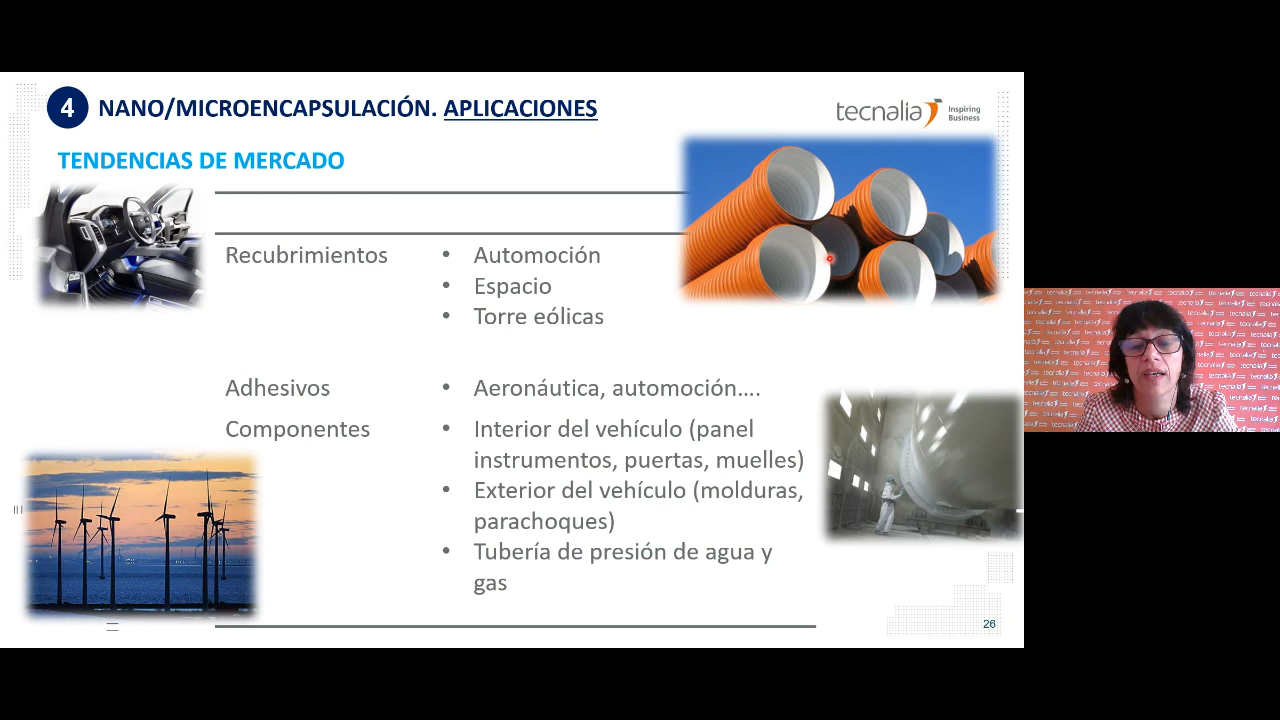 4 NANO/MICROENCAPSULACIÓN. APLICACIONES
tecnalia Inspiring
Business
TENDENCIAS DE MERCADO
Recubrimientos • Automoción
• Espacio
• Torre eólicas
Adhesivos • Aeronáutica, automoción....
Componentes • Interior del vehículo (panel
instrumentos, puertas, muelles)
• Exterior del vehículo (molduras,
parachoques)
• Tubería de presión de agua y
gas
26